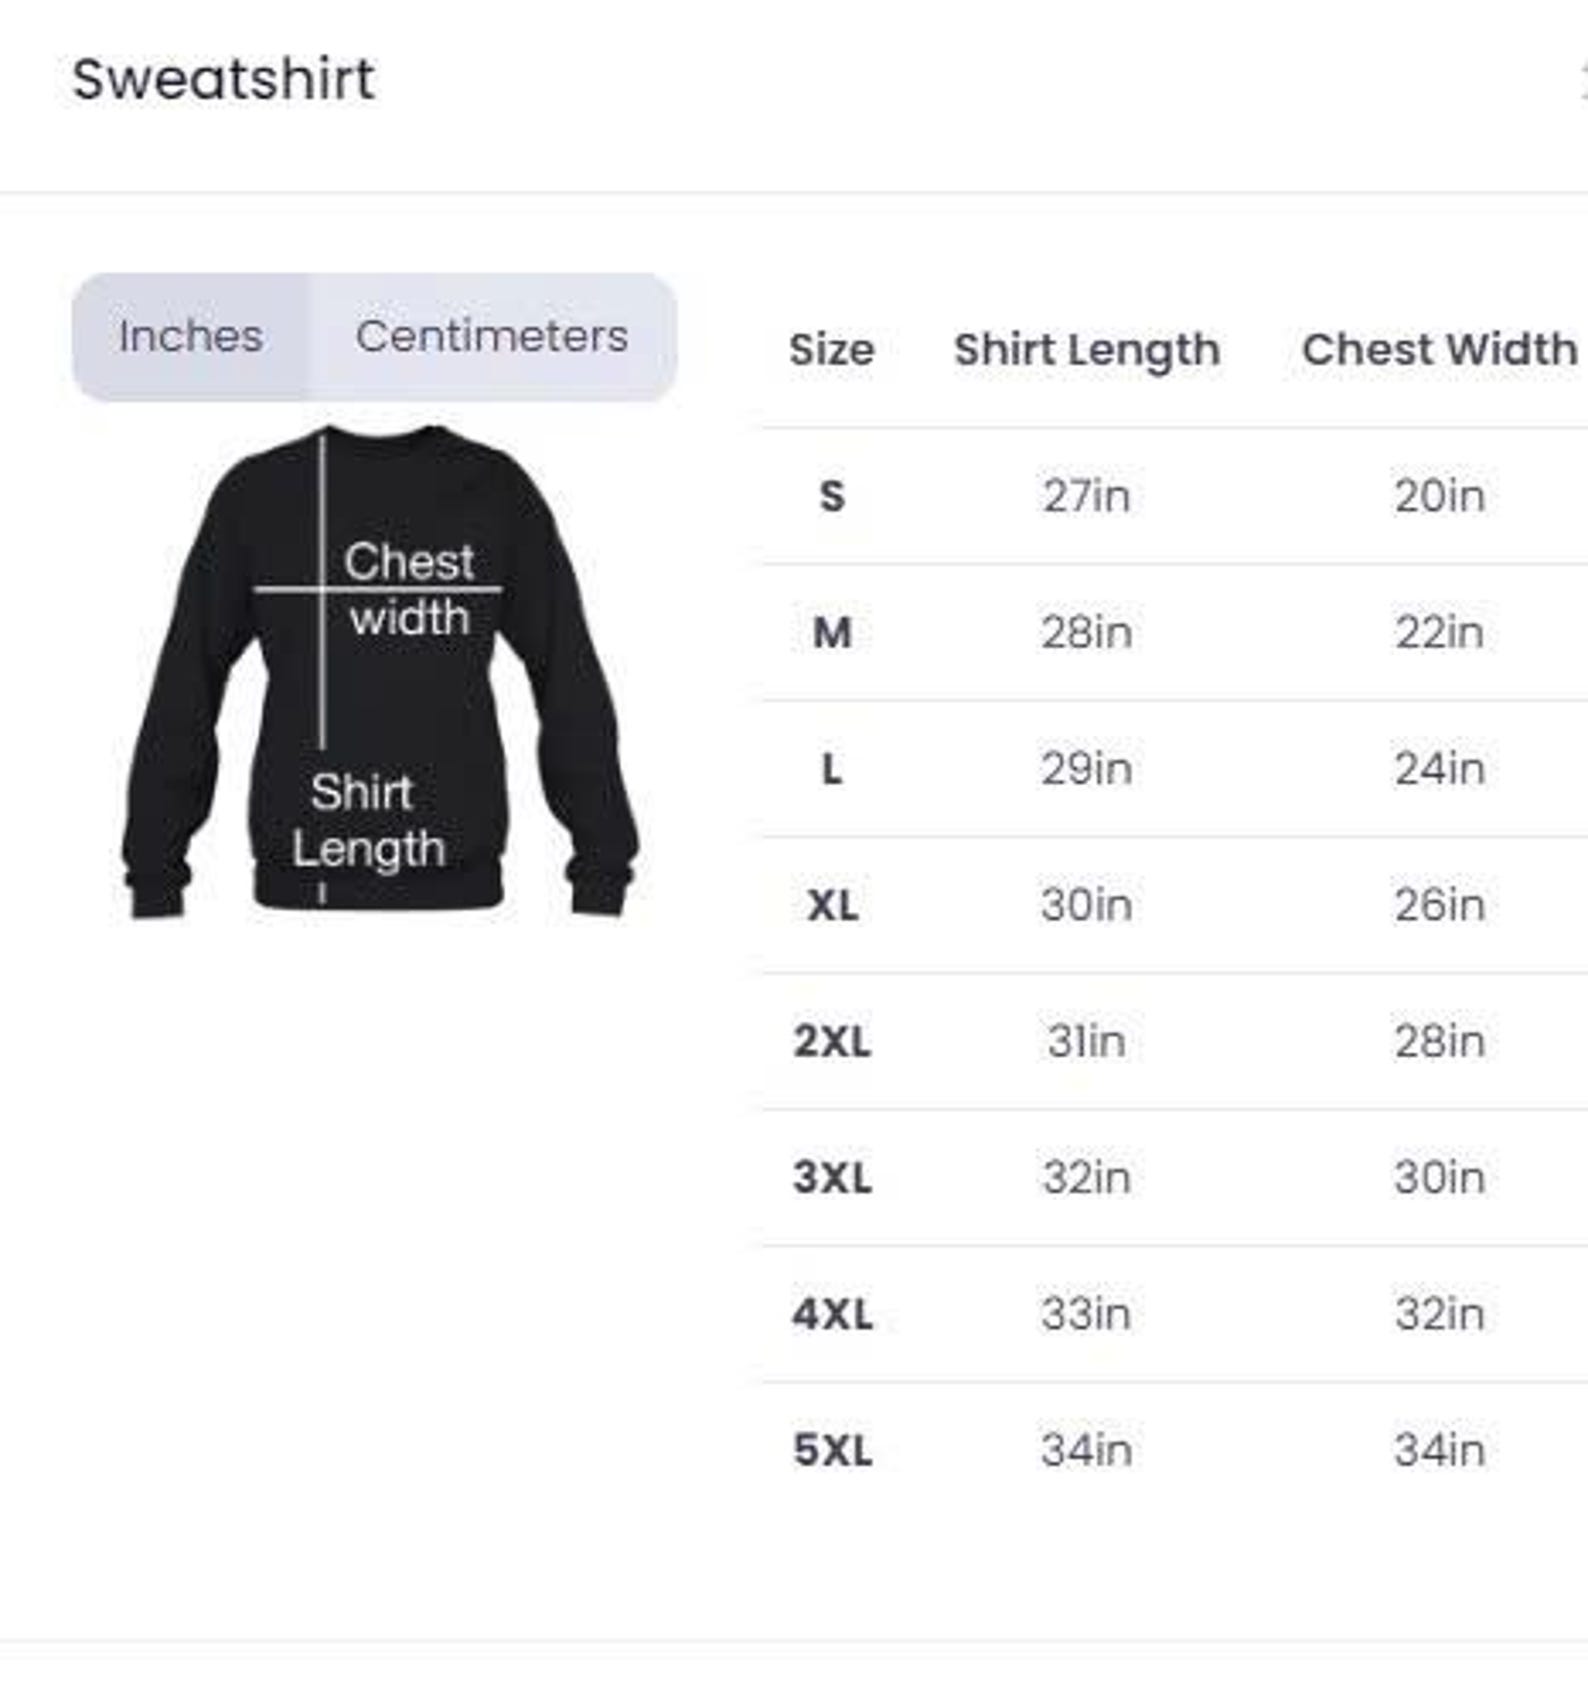 Sweatshirt
Inches Centimeters
Chest
width
Shirt
Length
Size Shirt Length Chest Width
S 27in 20in
M 28in 22in
L 29in 24in
XL 30in 26in
2XL 31in 28in
3XL 32in 30in
4XL 33in 32in
5XL 34in 34in